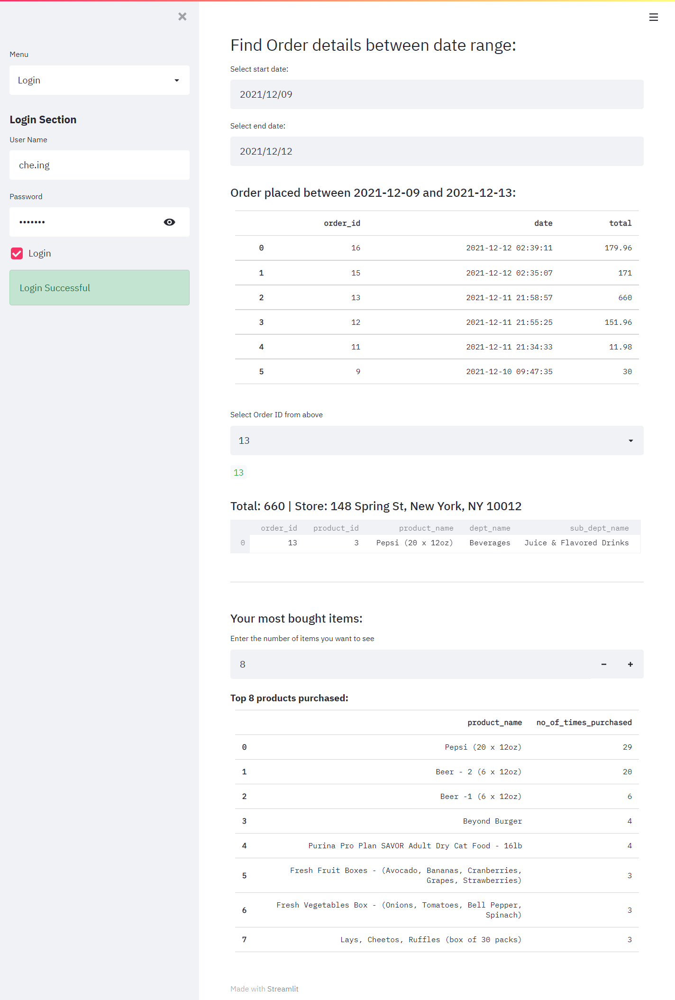 Menu
Login
Login Section
User Name
che.ing
Password
•••••••
Login
Login Successful
Find Order details between date range:
Select start date:
2021/12/09
Select end date:
2021/12/12
Order placed between 2021-12-09 and 2021-12-13:
order_id date total
0 16 2021-12-12 02:39:11 179.96
1 15 2021-12-12 02:35:07 171
2 13 2021-12-11 21:58:57 660
3 12 2021-12-11 21:55:25 151.96
4 11 2021-12-11 21:34:33 11.98
5 9 2021-12-10 09:47:35 30
Select Order ID from above
13
13
Total: 660 | Store: 148 Spring St, New York, NY 10012
order_id product_id product_name dept_name sub_dept_name
0 13 3 Pepsi (20 x 12oz) Beverages Juice & Flavored Drinks
Your most bought items:
Enter the number of items you want to see
8
Top 8 products purchased:
product_name no_of_times_purchased
0 Pepsi (20 x 12oz) 29
1 Beer - 2 (6 x 12oz) 20
2 Beer -1 (6 x 12oz) 6
3 Beyond Burger 4
4 Purina Pro Plan SAVOR Adult Dry Cat Food - 16lb 4
5 Fresh Fruit Boxes - (Avocado, Bananas, Cranberries,
Grapes, Strawberries) 3
6 Fresh Vegetables Box - (Onions, Tomatoes, Bell Pepper,
Spinach) 3
7 Lays, Cheetos, Ruffles (box of 30 packs) 3
Made with Streamlit